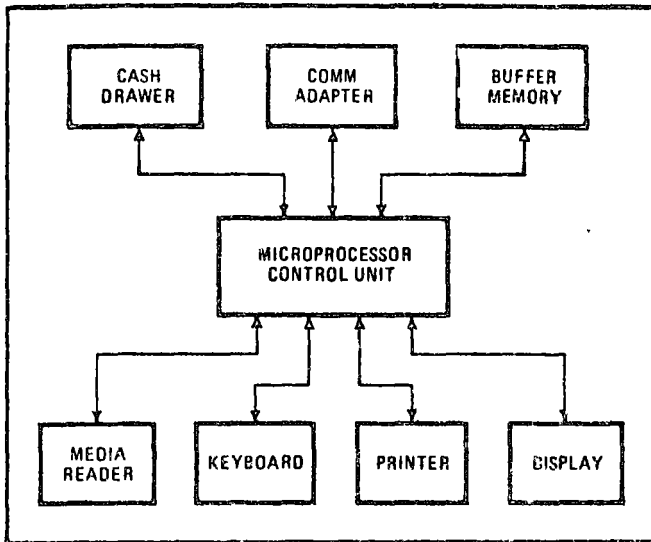 CASH
DRAWER
COMM
ADAPTER
BUFFER
MEMORY
MICROPROCESSOR
CONTROL UNIT
MEDIA
READER
KEYBOARD
PRINTER
DISPLAY